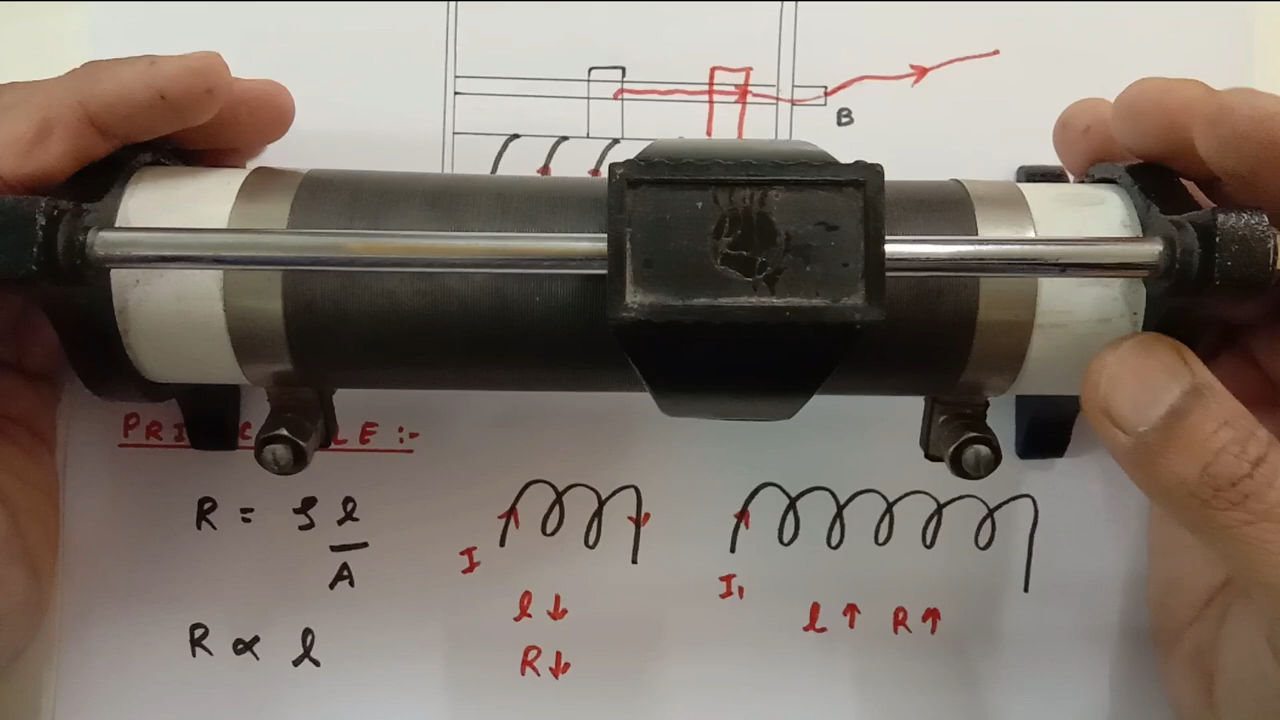 B
PRI C LE :-
R = ρ l
A
R ∝ l
I
l ↓
R ↓
I₁
l ↑ R ↑